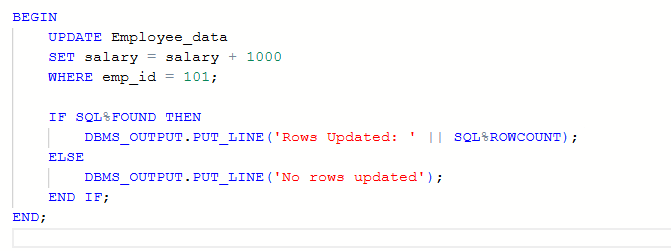 BEGIN
    UPDATE Employee_data
    SET salary = salary + 1000
    WHERE emp_id = 101;

    IF SQL%FOUND THEN
        DBMS_OUTPUT.PUT_LINE('Rows Updated: ' || SQL%ROWCOUNT);
    ELSE
        DBMS_OUTPUT.PUT_LINE('No rows updated');
    END IF;
END;